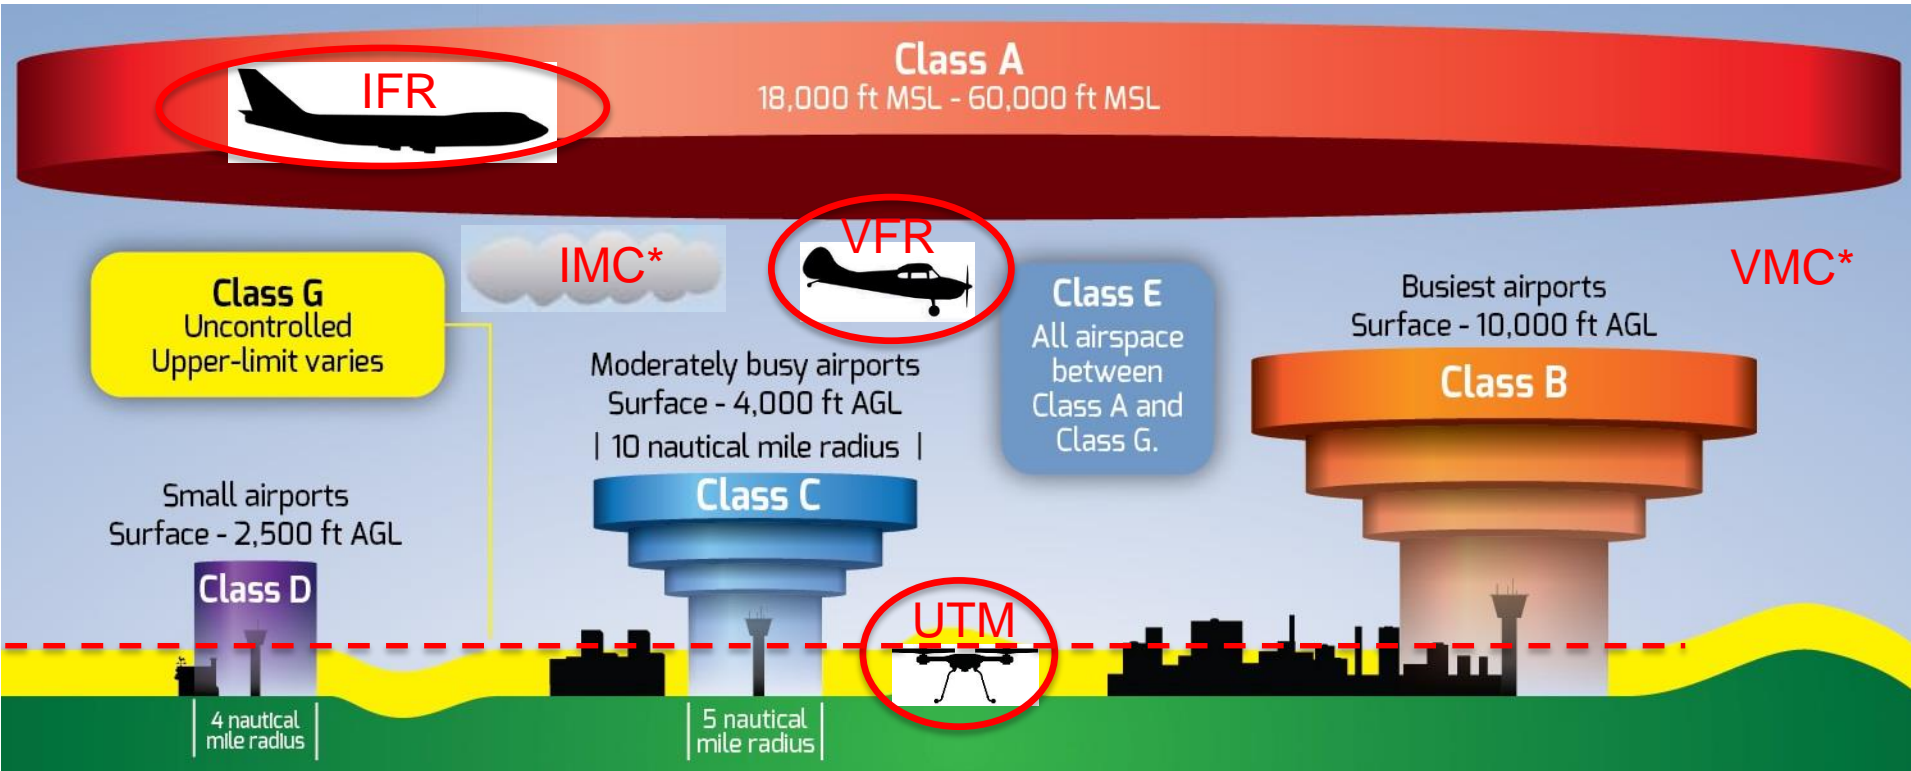 Class A
18,000 ft MSL - 60,000 ft MSL
IFR
VFR
IMC*
VMC*
Class G
Uncontrolled
Upper-limit varies
Class E
All airspace
between
Class A and
Class G.
Busiest airports
Surface - 10,000 ft AGL
Class B
Moderately busy airports
Surface - 4,000 ft AGL
| 10 nautical mile radius |
Class C
Small airports
Surface - 2,500 ft AGL
Class D
UTM
4 nautical
mile radius
5 nautical
mile radius